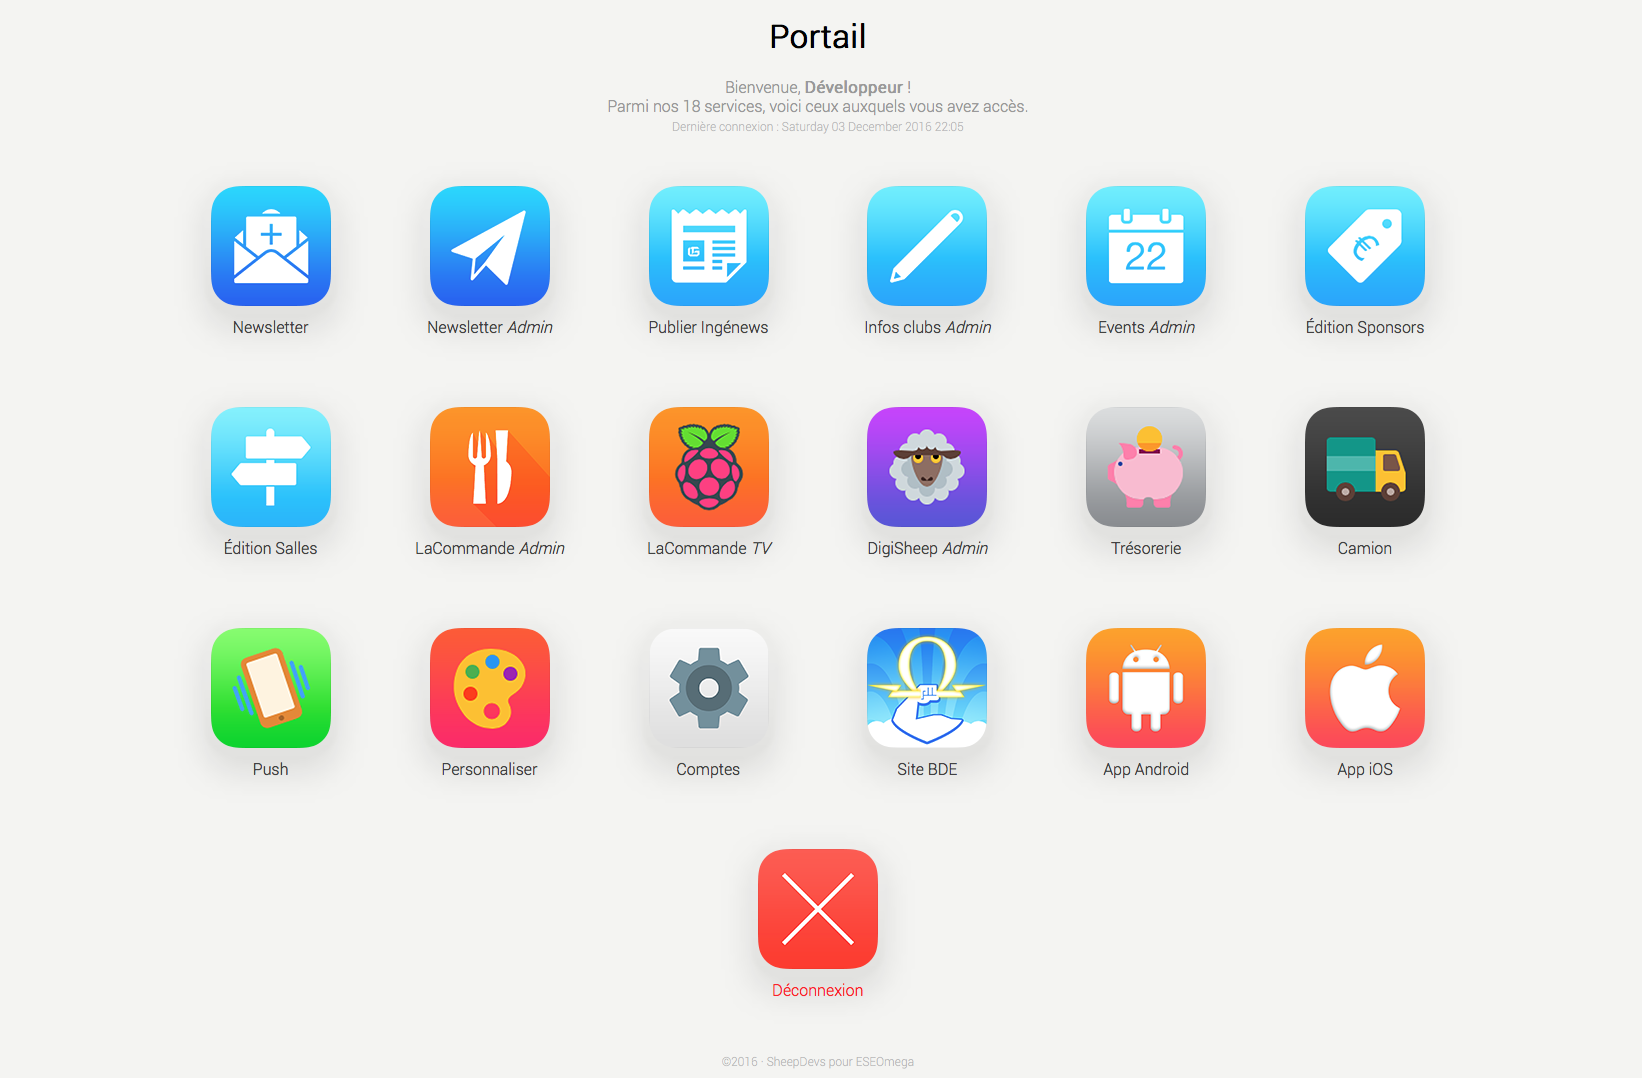 Portail
Bienvenue, Développeur !
Parmi nos 18 services, voici ceux auxquels vous avez accès.
Dernière connexion : Saturday 03 December 2016 22:05
22
€
Newsletter
Newsletter Admin
Publier Ingénews
Infos clubs Admin
Events Admin
Édition Sponsors
Édition Salles
LaCommande Admin
LaCommande TV
DigiSheep Admin
Trésorerie
Camion
Ω
Push
Personnaliser
Comptes
Site BDE
App Android
App iOS
Déconnexion
©2016 - SheepDevs pour ESEOmega